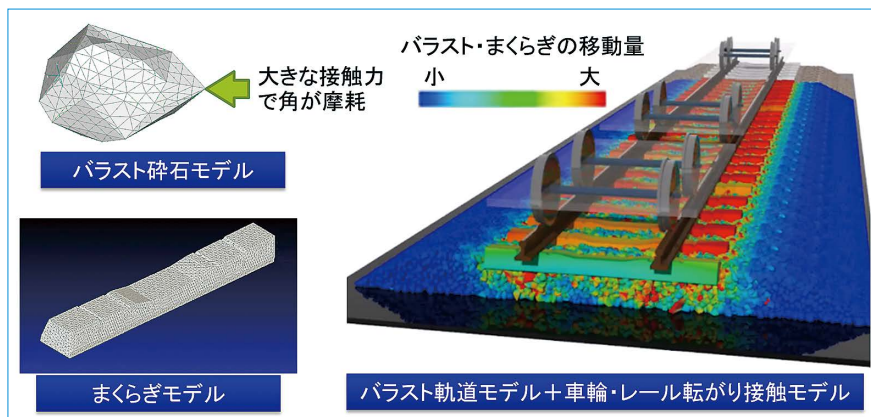 大きな接触力
で角が摩耗
バラスト砕石モデル
まくらぎモデル
バラスト・まくらぎの移動量
小 大
バラスト軌道モデル＋車輪・レール転がり接触モデル